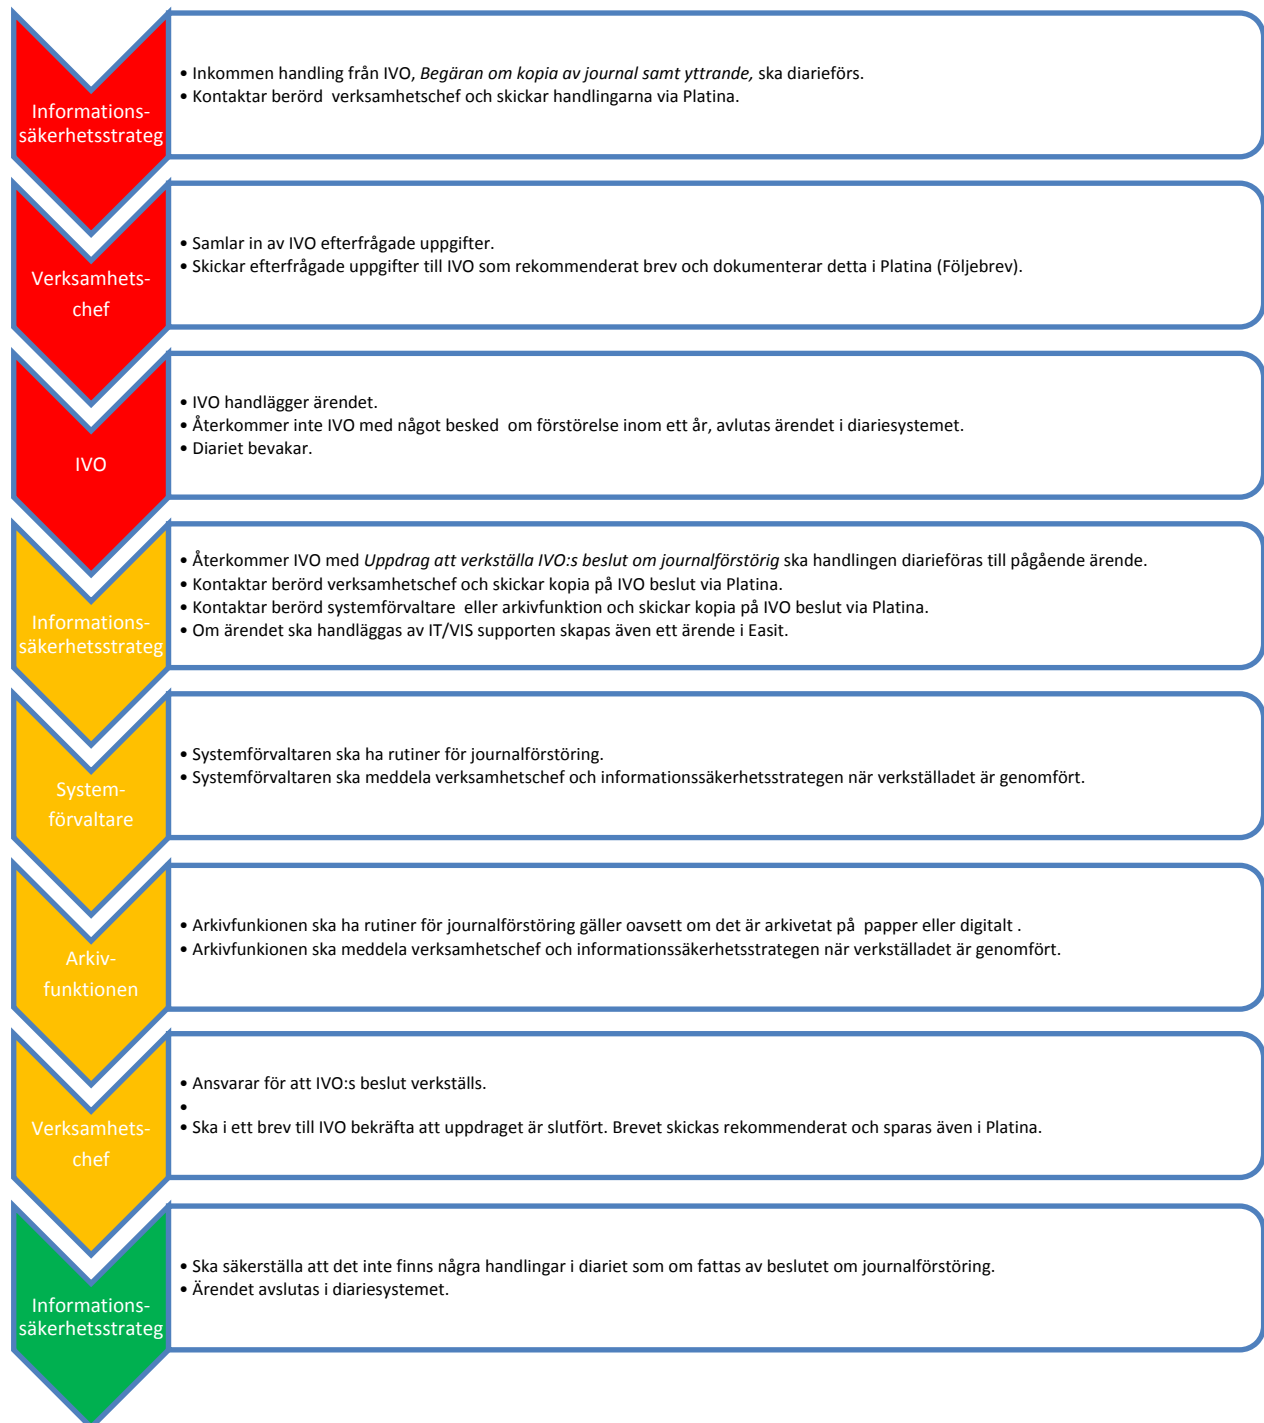 Informations-
säkerhetsstrateg
• Inkommen handling från IVO, Begäran om kopia av journal samt yttrande, ska diarieförs.
• Kontaktar berörd  verksamhetschef och skickar handlingarna via Platina.
Verksamhets-
chef
• Samlar in av IVO efterfrågade uppgifter.
• Skickar efterfrågade uppgifter till IVO som rekommenderat brev och dokumenterar detta i Platina (Följebrev).
IVO
• IVO handlägger ärendet.
• Återkommer inte IVO med något besked  om förstörelse inom ett år, avlutas ärendet i diariesystemet.
• Diariet bevakar.
Informations-
säkerhetsstrateg
• Återkommer IVO med Uppdrag att verkställa IVO:s beslut om journalförstörig ska handlingen diarieföras till pågående ärende.
• Kontaktar berörd verksamhetschef och skickar kopia på IVO beslut via Platina.
• Kontaktar berörd systemförvaltare  eller arkivfunktion och skickar kopia på IVO beslut via Platina.
• Om ärendet ska handläggas av IT/VIS supporten skapas även ett ärende i Easit.
System-
förvaltare
• Systemförvaltaren ska ha rutiner för journalförstöring.
• Systemförvaltaren ska meddela verksamhetschef och informationssäkerhetsstrategen när verkställadet är genomfört.
Arkiv-
funktionen
• Arkivfunkionen ska ha rutiner för journalförstöring gäller oavsett om det är arkivetat på  papper eller digitalt .
• Arkivfunkionen ska meddela verksamhetschef och informationssäkerhetsstrategen när verkställadet är genomfört.
Verksamhets-
chef
• Ansvarar för att IVO:s beslut verkställs.
•
• Ska i ett brev till IVO bekräfta att uppdraget är slutfört. Brevet skickas rekommenderat och sparas även i Platina.
Informations-
säkerhetsstrateg
• Ska säkerställa att det inte finns några handlingar i diariet som om fattas av beslutet om journalförstöring.
• Ärendet avslutas i diariesystemet.